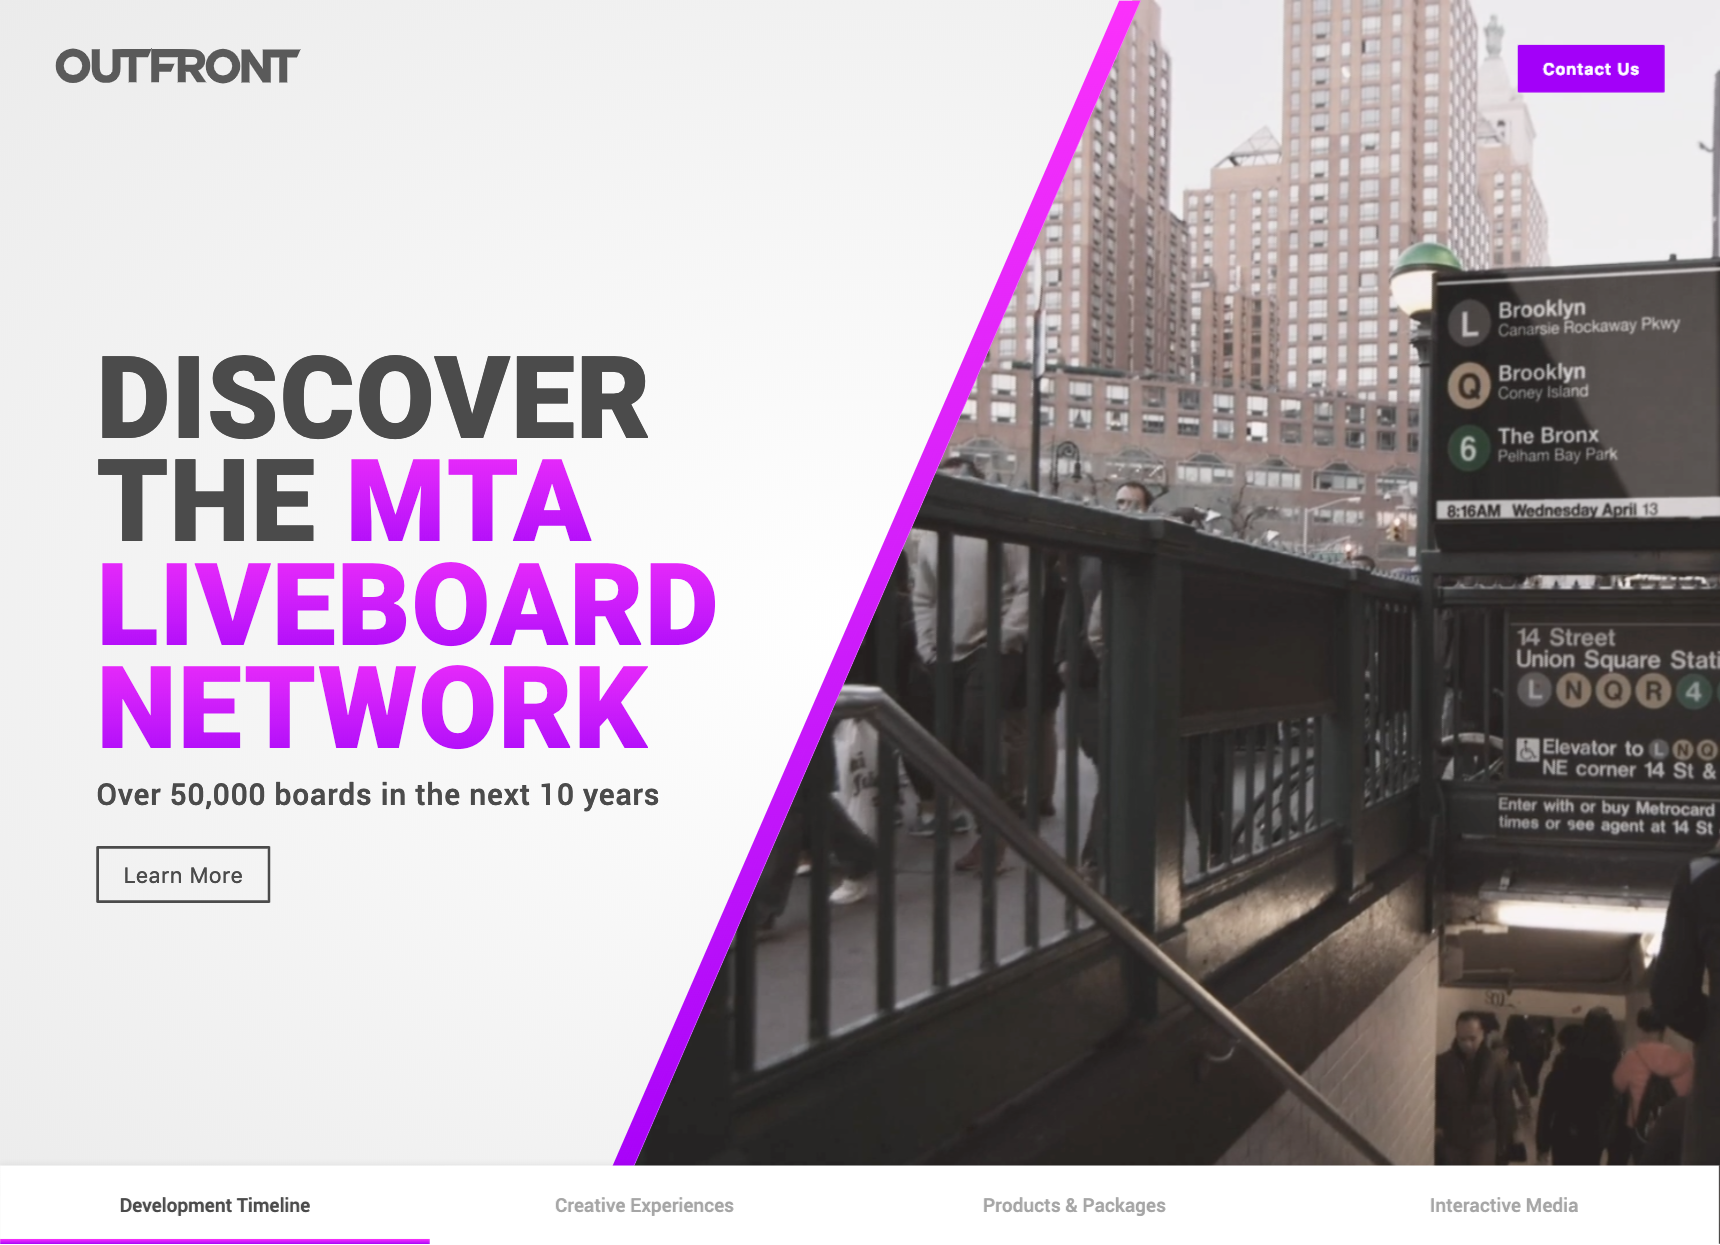 OUTFRONT
Contact Us
DISCOVER
THE MTA
LIVEBOARD
NETWORK
Over 50,000 boards in the next 10 years
Learn More
L Brooklyn
Canarsie Rockaway Pkwy
Q Brooklyn
Coney Island
6 The Bronx
Pelham Bay Park
8:16AM Wednesday April 13
14 Street
Union Square Stati
L N Q R 4
Elevator to L N Q
NE corner 14 St &
Enter with or buy Metrocard
times or see agent at 14 St
Development Timeline
Creative Experiences
Products & Packages
Interactive Media